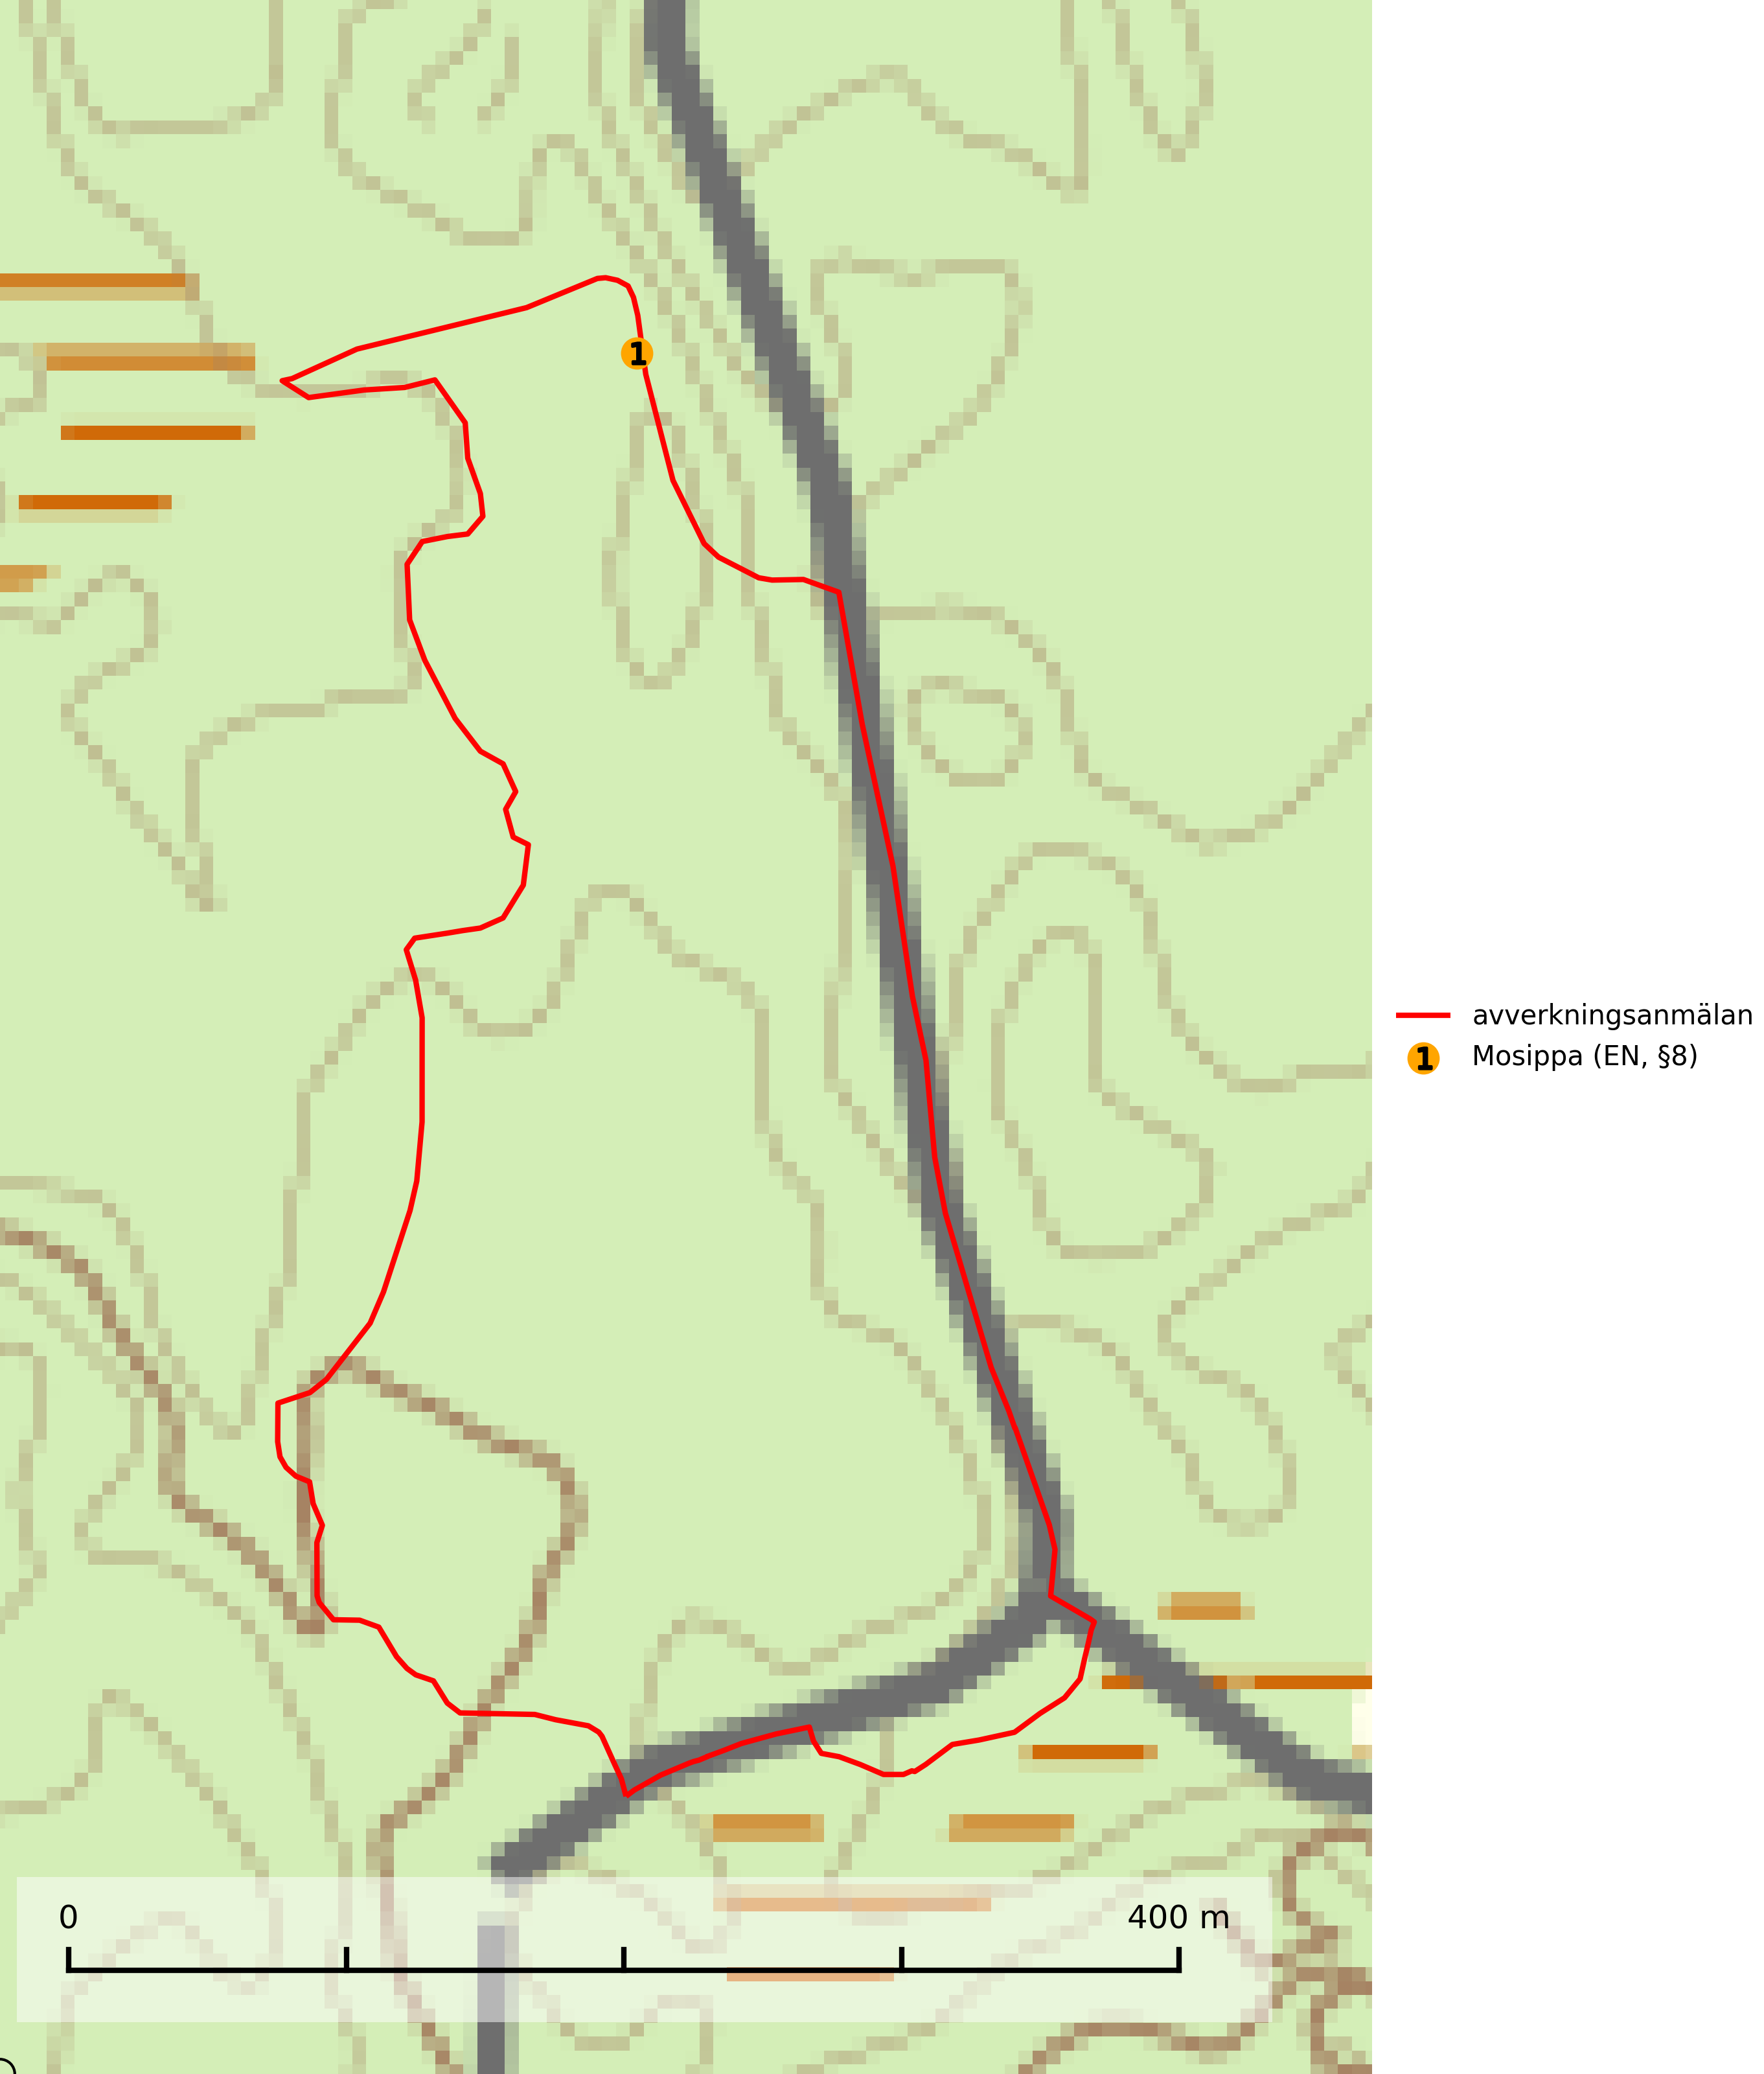 1
avverkningsanmälan
1 Mosippa (EN, §8)
0 400 m